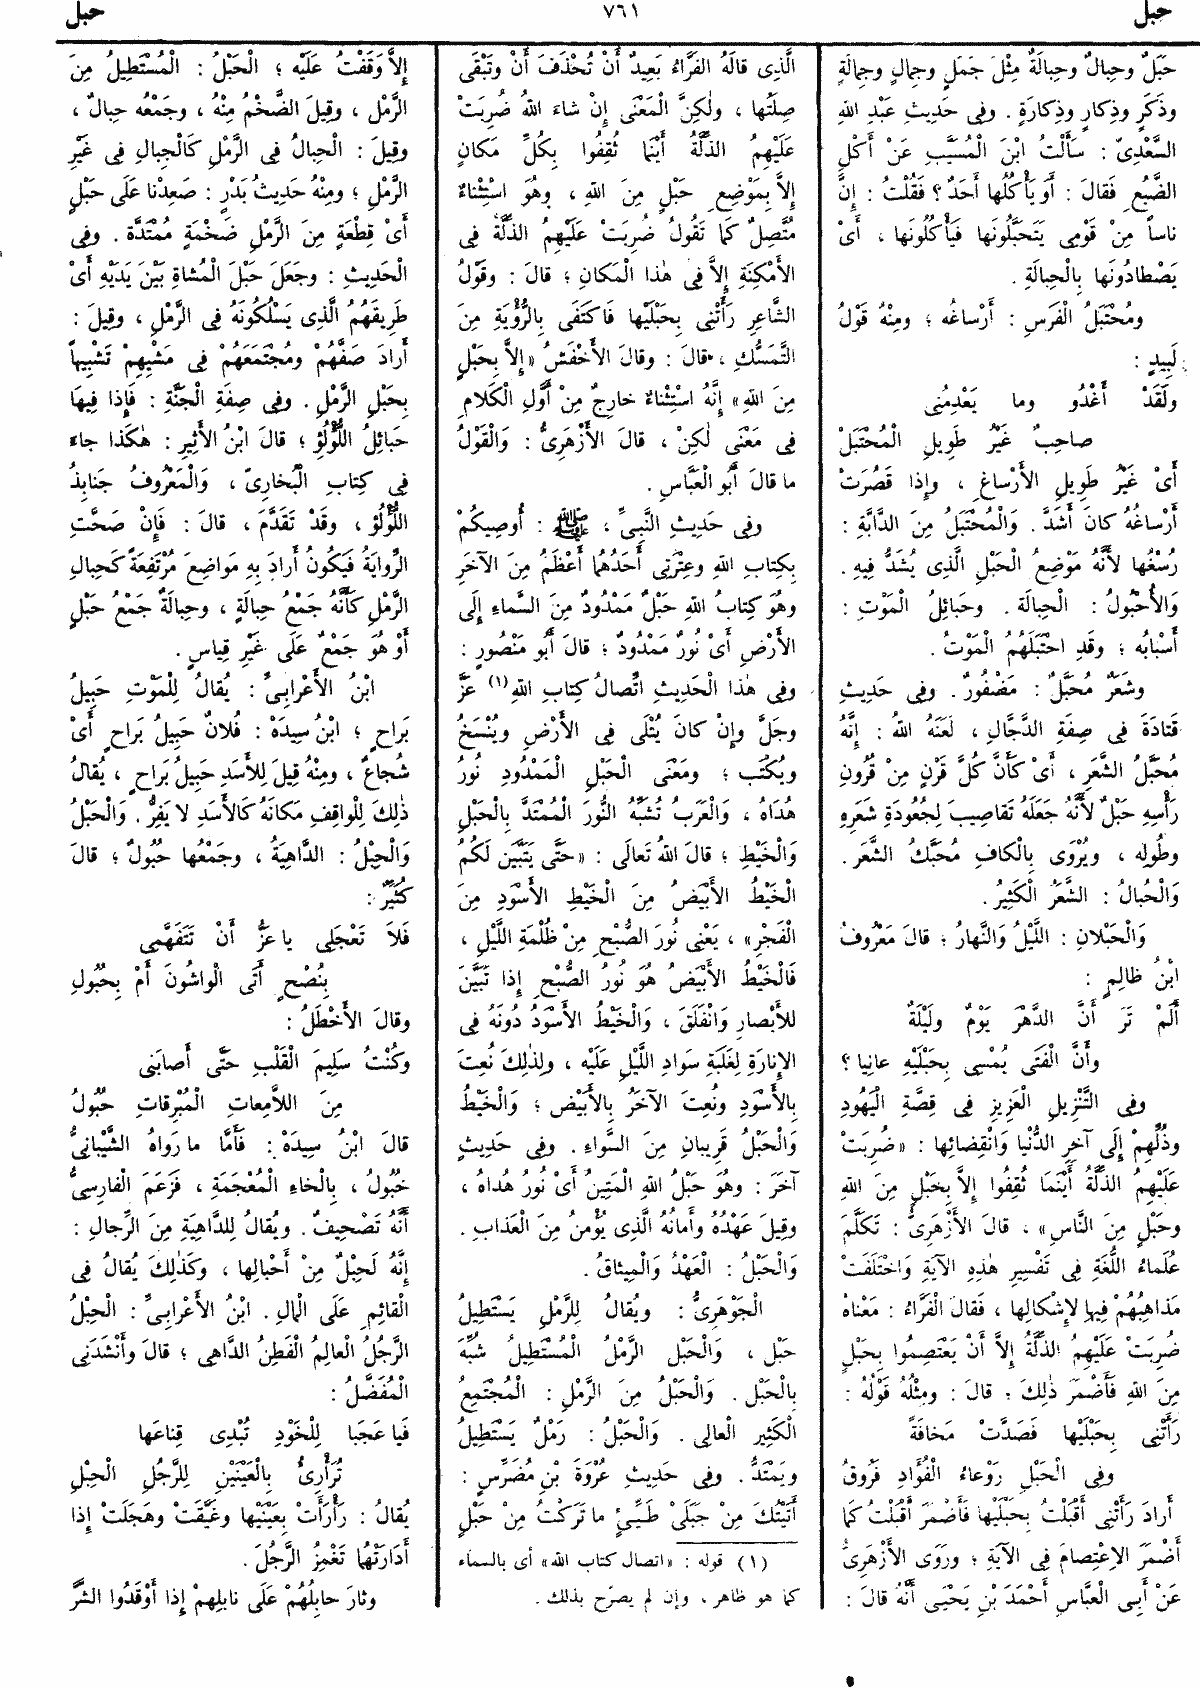 حبل
٧٦١
حبل
حَبْلٌ وحِبالٌ وحِبالَةٌ مِثْلَ جَمَلٍ وجِمالٍ وجِمالَةٍ
وذَكَرٍ وذِكارٍ وذِكارَةٍ . وفِى حَدِيثِ عَبْدِ اللهِ
السَّعْدِىّ : سَأَلْتُ ابْنَ الْمُسَيَّبِ عَنْ أَكْلِ
الضَّبُعِ فَقالَ : أَوَيَأْكُلُها أَحَدٌ ؟ فَقُلْتُ : إِنَّ
ناساً مِنْ قَوْمِى يَتَحَبَّلُونَها فَيَأْكُلُونَها ، أَىْ
يَصْطادُونَها بِالْحِبالَةِ .
ومُحْتَبَلُ الْفَرَسِ : أَرْساغُه ؛ ومِنْهُ قَوْلُ
لَبِيدٍ :
ولَقَدْ أَغْدُو وما يَعْدِمُنى
صاحِبٌ غَيْرُ طَوِيلِ الْمُحْتَبَلْ
أَىْ غَيْرُ طَوِيلِ الأَرْساغِ ، وإِذا قَصُرَتْ
أَرْساغُهُ كانَ أَشَدَّ . وَالْمُحْتَبَلُ مِنَ الدَّابَّةِ :
رُسْغُها لأَنَّهُ مَوْضِعُ الْحَبْلِ الَّذِى يُشَدُّ فِيهِ .
وَالأُحْبُولُ : الْحِبالَة . وحَبائِلُ الْمَوْتِ :
أَسْبابُه ؛ وقَدِ احْتَبَلَهُمُ الْمَوْتُ .
وشَعَرٌ مُحَبَّلٌ : مَضْفُورٌ . وفِى حَدِيثِ
قَتادَةَ فِى صِفَةِ الدَّجَّالِ ، لَعَنَهُ اللهُ : إِنَّهُ
مُحَبَّلُ الشَّعَرِ ، أَىْ كَأَنَّ كُلَّ قَرْنٍ مِنْ قُرُونِ
رَأْسِهِ حَبْلٌ لأَنَّهُ جَعَلَهُ تَقاصِيبَ لِجُعُودَةِ شَعَرِهِ
وطُولِه ، ويُرْوَى بِالْكافِ مُحَبَّكُ الشَّعَرِ .
وَالْحُبالُ : الشَّعَرُ الْكَثِيرُ .
وَالْحَبْلانِ : اللَّيْلُ وَالنَّهارُ ؛ قالَ مَعْرُوفُ
ابْنُ ظالِمٍ :
أَلَمْ تَرَ أَنَّ الدَّهْرَ يَوْمٌ ولَيْلَةٌ
وأَنَّ الْفَتَى يُمْسِى بِحَبْلَيْهِ عانِيا ؟
وفِى التَّنْزِيلِ الْعَزِيزِ فِى قِصَّةِ الْيَهُودِ
وذُلِّهِمْ إِلَى آخِرِ الدُّنْيا وَانْقِضائِها : «ضُرِبَتْ
عَلَيْهِمُ الذِّلَّةُ أَيْنَمَا ثُقِفُوا إِلاَّ بِحَبْلٍ مِنَ اللهِ
وحَبْلٍ مِنَ النَّاسِ» ، قالَ الأَزْهَرِىُّ : تَكَلَّمَ
عُلَماءُ اللُّغَةِ فِى تَفْسِيرِ هٰذِهِ الآيَةِ وَاخْتَلَفَتْ
مَذاهِبُهُمْ فِيها لإِشْكالِها ، فَقالَ الْفَرَّاءُ : مَعْناه
ضُرِبَتْ عَلَيْهِمُ الذِّلَّةُ إِلاَّ أَنْ يَعْتَصِمُوا بِحَبْلٍ
مِنَ اللهِ فَأَضْمَرَ ذٰلِكَ ؛ قالَ : ومِثْلُهُ قَوْلُهُ :
رَأَتْنِى بِحَبْلَيْها فَصَدَّتْ مَخافَةً
وفِى الْحَبْلِ رَوْعاءُ الْفُؤادِ فَرُوقُ
أَرادَ رَأَتْنِى أَقْبَلْتُ بِحَبْلَيْها فَأَضْمَرَ أَقْبَلْتُ كَما
أَضْمَرَ الاِعْتِصامَ فِى الآيَةِ ؛ ورَوَى الأَزْهَرِىُّ
عَنْ أَبِى الْعَبَّاسِ أَحْمَدَ بْنِ يَحْيَى أَنَّهُ قالَ :
الَّذِى قالَهُ الفَرَّاءُ بَعِيدٌ أَنْ تُحْذَفَ أَنْ وَتَبْقَى
صِلَتُها ، ولٰكِنَّ الْمَعْنَى إِنْ شاءَ اللهُ ضُرِبَتْ
عَلَيْهِمُ الذِّلَّةُ أَيْنَما ثُقِفُوا بِكُلِّ مَكانٍ
إِلاَّ بِمَوْضِعِ حَبْلٍ مِنَ اللهِ ، وهُوَ اسْتِثْناءٌ
مُتَّصِلٌ كَما تَقُولُ ضُرِبَتْ عَلَيْهِمُ الذِّلَّةُ فِى
الأَمْكِنَةِ إِلاَّ فِى هٰذا الْمَكانِ ؛ قالَ : وقَوْلُ
الشَّاعِرِ رَأَتْنِى بِحَبْلَيْها فَاكْتَفَى بِالرُّؤْيَةِ مِنَ
التَّمَسُّكِ ، قالَ : وقالَ الأَخْفَشُ «إِلاَّ بِحَبْلٍ
مِنَ اللهِ» إِنَّهُ اسْتِثْناءٌ خارِجٌ مِنْ أَوَّلِ الْكَلامِ
فِى مَعْنَى لٰكِنْ ، قالَ الأَزْهَرِىُّ : وَالْقَوْلُ
ما قالَ أَبُو الْعَبَّاسِ .
وفِى حَدِيثِ النَّبِىِّ ، ﷺ : أُوصِيكُمْ
بِكِتابِ اللهِ وعِتْرَتِى أَحَدُهُما أَعْظَمُ مِنَ الآخَرِ
وهُوَ كِتابُ اللهِ حَبْلٌ مَمْدُودٌ مِنَ السَّماءِ إِلَى
الأَرْضِ أَىْ نُورٌ مَمْدُودٌ ؛ قالَ أَبُو مَنْصُورٍ :
وفِى هٰذا الْحَدِيثِ اتِّصالُ كِتابِ اللهِ (١) عَزَّ
وجَلَّ وإِنْ كانَ يُتْلَى فِى الأَرْضِ ويُنْسَخُ
ويُكْتَب ؛ ومَعْنَى الْحَبْلِ الْمَمْدُودِ نُورُ
هُدَاهُ ، وَالْعَرَبُ تُشَبِّهُ النُّورَ الْمُمْتَدَّ بِالْحَبْلِ
وَالْخَيْطِ ؛ قالَ اللهُ تَعالَى : «حَتَّى يَتَبَيَّنَ لَكُمُ
الْخَيْطُ الأَبْيَضُ مِنَ الْخَيْطِ الأَسْوَدِ مِنَ
الْفَجْرِ» ، يَعْنِى نُورَ الصُّبْحِ مِنْ ظُلْمَةِ اللَّيْلِ ،
فَالْخَيْطُ الأَبْيَضُ هُوَ نُورُ الصُّبْحِ إِذا تَبَيَّنَ
للأَبْصارِ وَانْفَلَقَ ، وَالْخَيْطُ الأَسْوَدُ دُونَهُ فِى
الإِنارَةِ لِغَلَبَةِ سَوادِ اللَّيْلِ عَلَيْه ، ولِذٰلِكَ نُعِتَ
بِالأَسْوَدِ ونُعِتَ الآخَرُ بِالأَبْيَض ؛ وَالْخَيْطُ
وَالْحَبْلُ قَرِيبانِ مِنَ السَّواءِ . وفِى حَدِيثٍ
آخَرَ : وهُوَ حَبْلُ اللهِ الْمَتِينُ أَىْ نُورُ هُداهُ ،
وقِيلَ عَهْدُهُ وأَمانُهُ الَّذِى يُؤْمِنُ مِنَ الْعَذابِ .
وَالْحَبْلُ : الْعَهْدُ وَالْمِيثاقُ .
الْجَوْهَرِىُّ : ويُقالُ لِلرَّمْلِ يَسْتَطِيلُ
حَبْل ، وَالْحَبْل الرَّمْلُ الْمُسْتَطِيلُ شُبِّهَ
بِالْحَبْل . وَالْحَبْلُ مِنَ الرَّمْلِ : الْمُجْتَمِعُ
الْكَثِيرِ الْعالِى . وَالْحَبْلُ : رَمْلٌ يَسْتَطِيلُ
ويَمْتَدُّ . وفِى حَدِيثِ عُرْوَةَ بْنِ مُضَرِّسٍ :
أَتَيْتُكَ مِنْ جَبَلَىْ طَيِّئٍ ما تَرَكْتُ مِنْ حَبْلٍ
(١) قوله : «اتصال كتاب الله» أى بالسماء
كما هو ظاهر ، وإن لم يصرّح بذلك .
إِلاَّ وَقَفْتُ عَلَيْه ؛ الْحَبْلُ : الْمُسْتَطِيلُ مِنَ
الرَّمْل ، وقِيلَ الضَّخْمُ مِنْهُ ، وجَمْعُه حِبالٌ ،
وقِيلَ : الْحِبالُ فِى الرَّمْلِ كَالْجِبالِ فِى غَيْرِ
الرَّمْلِ ؛ ومِنْهُ حَدِيثُ بَدْرٍ : صَعِدْنا عَلَى حَبْلٍ
أَىْ قِطْعَةٍ مِنَ الرَّمْلِ ضَخْمَةٍ مُمْتَدَّة . وفِى
الْحَدِيثِ : وجَعَلَ حَبْلَ الْمُشاةِ بَيْنَ يَدَيْهِ أَىْ
طَرِيقَهُمُ الَّذِى يَسْلُكُونَهُ فِى الرَّمْلِ ، وقِيلَ :
أَرادَ صَفَّهُمْ ومُجْتَمَعَهُمْ فِى مَشْيِهِمْ تَشْبِيهاً
بِحَبْلِ الرَّمْلِ . وفِى صِفَةِ الْجَنَّةِ : فَإِذا فِيها
حَبائِلُ اللُّؤْلُؤِ ؛ قالَ ابْنُ الأَثِيرِ : هٰكَذا جاءَ
فِى كِتابِ الْبُخارِىّ ، وَالْمَعْرُوفُ جَنابِذُ
اللُّؤْلُؤِ ، وقَدْ تَقَدَّمَ ، قالَ : فَإِنْ صَحَّتِ
الرِّوايَةُ فَيَكُونُ أَرادَ بِهِ مَواضِعَ مُرْتَفِعَةً كَحِبالِ
الرَّمْلِ كَأَنَّهُ جَمْعُ حِبالَةٍ ، وحِبالَةٌ جَمْعُ حَبْلٍ
أَوْ هُوَ جَمْعٌ عَلَى غَيْرِ قِياسٍ .
ابْنُ الأَعْرابِىِّ : يُقالُ لِلْمَوْتِ حَبِيلُ
بَراحٍ ؛ ابْنُ سِيدَهْ : فُلانٌ حَبِيلُ بَراحٍ أَىْ
شُجاعٌ ، ومِنْهُ قِيلَ لِلأَسَدِ حَبِيلُ بَراحٍ ، يُقالُ
ذٰلِكَ لِلْواقِفِ مَكانَهُ كَالأَسَدِ لا يَفِرُّ . وَالْحَبْلُ
وَالْحِبْلُ : الدَّاهِيَةُ ، وجَمْعُها حُبُولٌ ؛ قالَ
كُثَيِّرٌ :
فَلاَ تَعْجَلِى يا عَزُّ أَنْ تَتَفَهَّمِى
بِنُصْحٍ أَتَى الْواشُونَ أَمْ بِحُبُولِ
وقالَ الأَخْطَلُ :
وكُنْتُ سَلِيمَ الْقَلْبِ حَتَّى أَصابَنى
مِنَ اللاَّمِعاتِ الْمُبْرِقاتِ حُبُولُ
قالَ ابْنُ سِيدَهْ : فَأَمَّا ما رَواهُ الشَّيْبانِىُّ
خُبُولُ ، بِالْخاءِ الْمُعْجَمَةِ ، فَزَعَمَ الْفارِسِىُّ
أَنَّهُ تَصْحِيفٌ . ويُقالُ لِلدَّاهِيَةِ مِنَ الرِّجالِ :
إِنَّهُ لَحِبْلٌ مِنْ أَحْبالِها ، وكَذٰلِكَ يُقالُ فِى
الْقائِمِ عَلَى الْمالِ . ابْنُ الأَعْرابِىِّ : الْحِبْلُ
الرَّجُلُ الْعالِمُ الْفَطِنُ الدَّاهِى ؛ قالَ وأَنْشَدَنِى
الْمُفَضَّلُ :
فَيا عَجَبا لِلْخَوْدِ تُبْدِى قِناعَها
تُرَأْرِئُ بِالْعَيْنَيْنِ لِلرَّجُلِ الْحِبْلِ
يُقالُ : رَأْرَأَتْ بِعَيْنَيْها وغَيَّقَتْ وهَجَلَتْ إِذا
أَدارَتْها تَغْمِزُ الرَّجُلَ .
وثارَ حابِلُهُمْ عَلَى نابِلِهِمْ إِذا أَوْقَدُوا الشَّرَّ